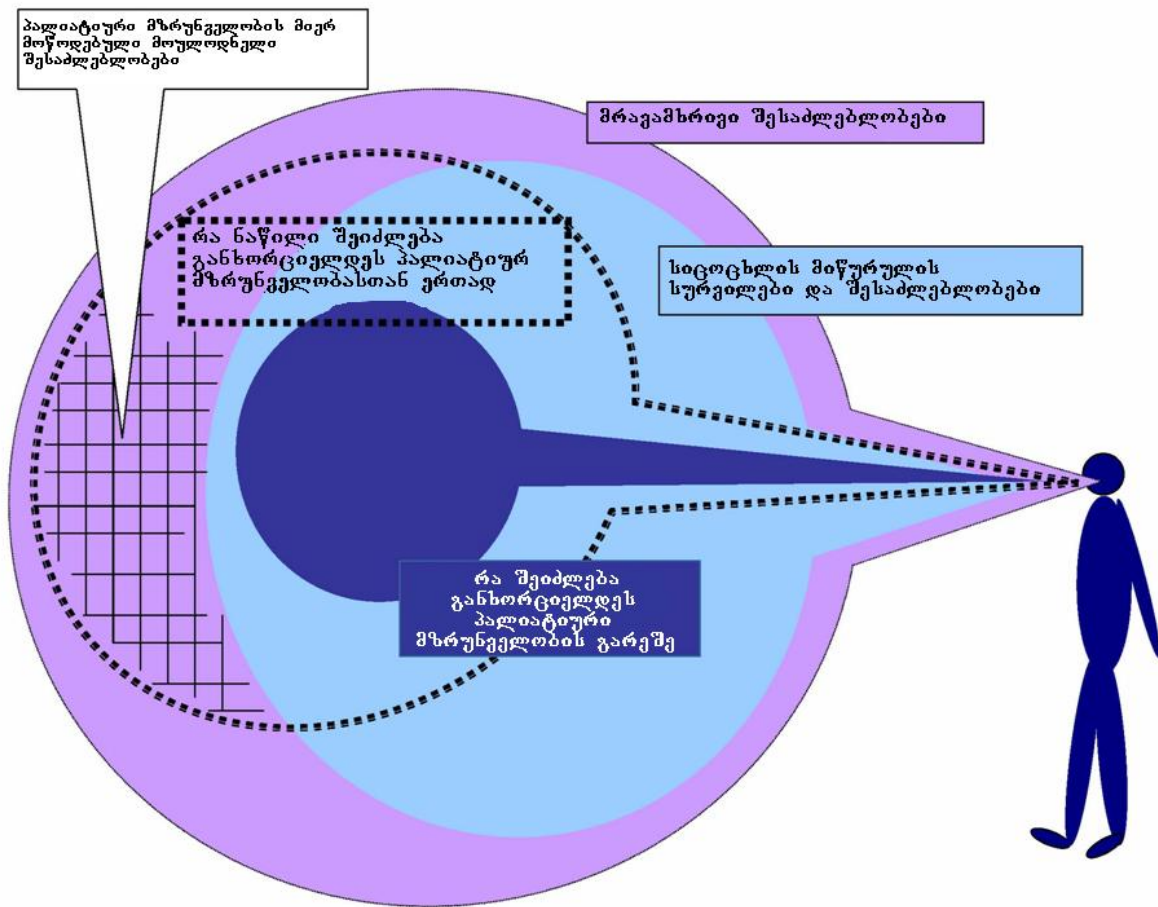 პალიატიური მზრუნველობის მიერ
მოწოდებული მოულოდნელი
შესაძლებლობები
მრავამხრივი შესაძლებლობები
რა ნაწილი შეიძლება
განხორციელდეს პალიატიურ
მზრუნველობასთან ერთად
სიცოცხლის მიწურულის
სურვილები და შესაძლებლობები
რა შეიძლება
განხორციელდეს
პალიატიური
მზრუნველობის გარეშე